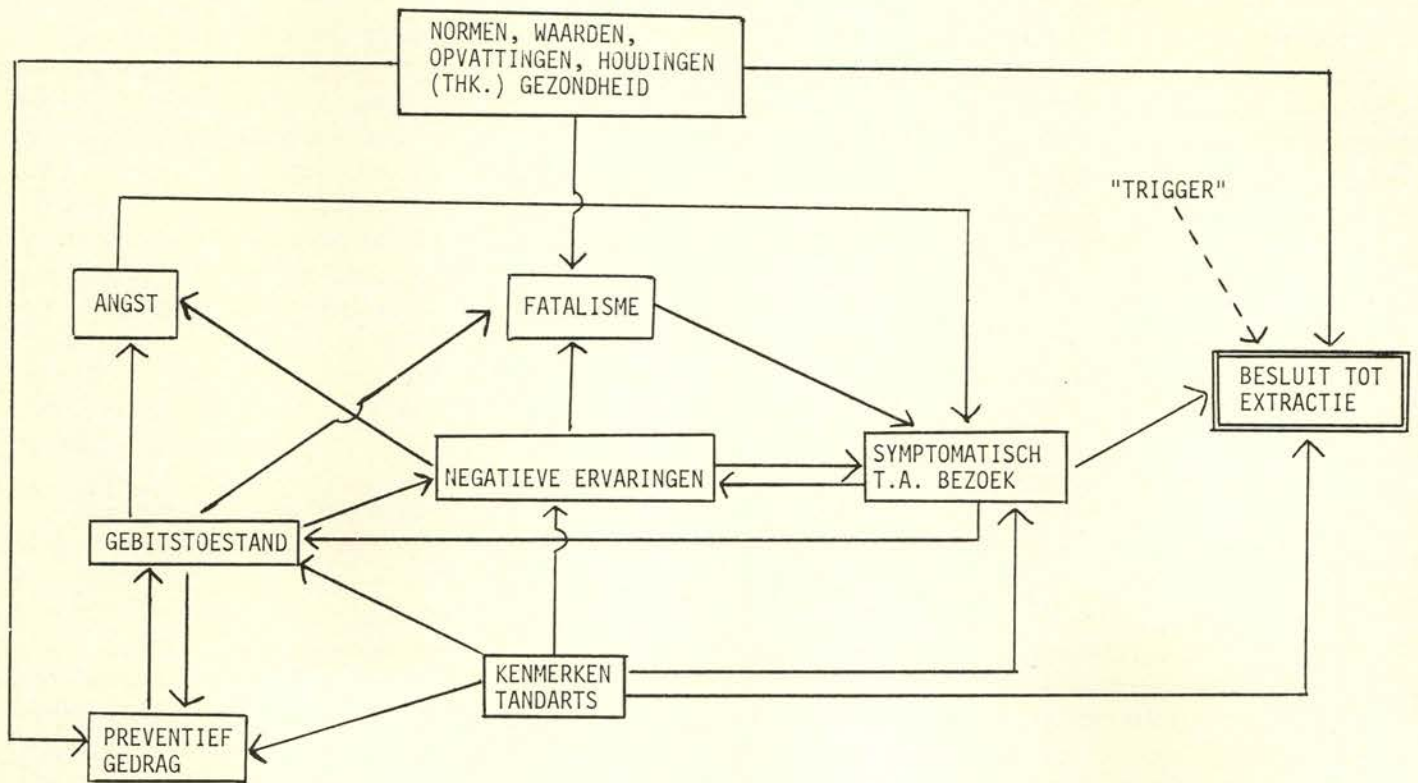 NORMEN, WAARDEN,
OPVATTINGEN, HOUDINGEN
(THK.) GEZONDHEID
"TRIGGER"
ANGST
FATALISME
BESLUIT TOT
EXTRACTIE
SYMPTOMATISCH
T.A. BEZOEK
NEGATIEVE ERVARINGEN
GEBITSTOESTAND
KENMERKEN
TANDARTS
PREVENTIEF
GEDRAG